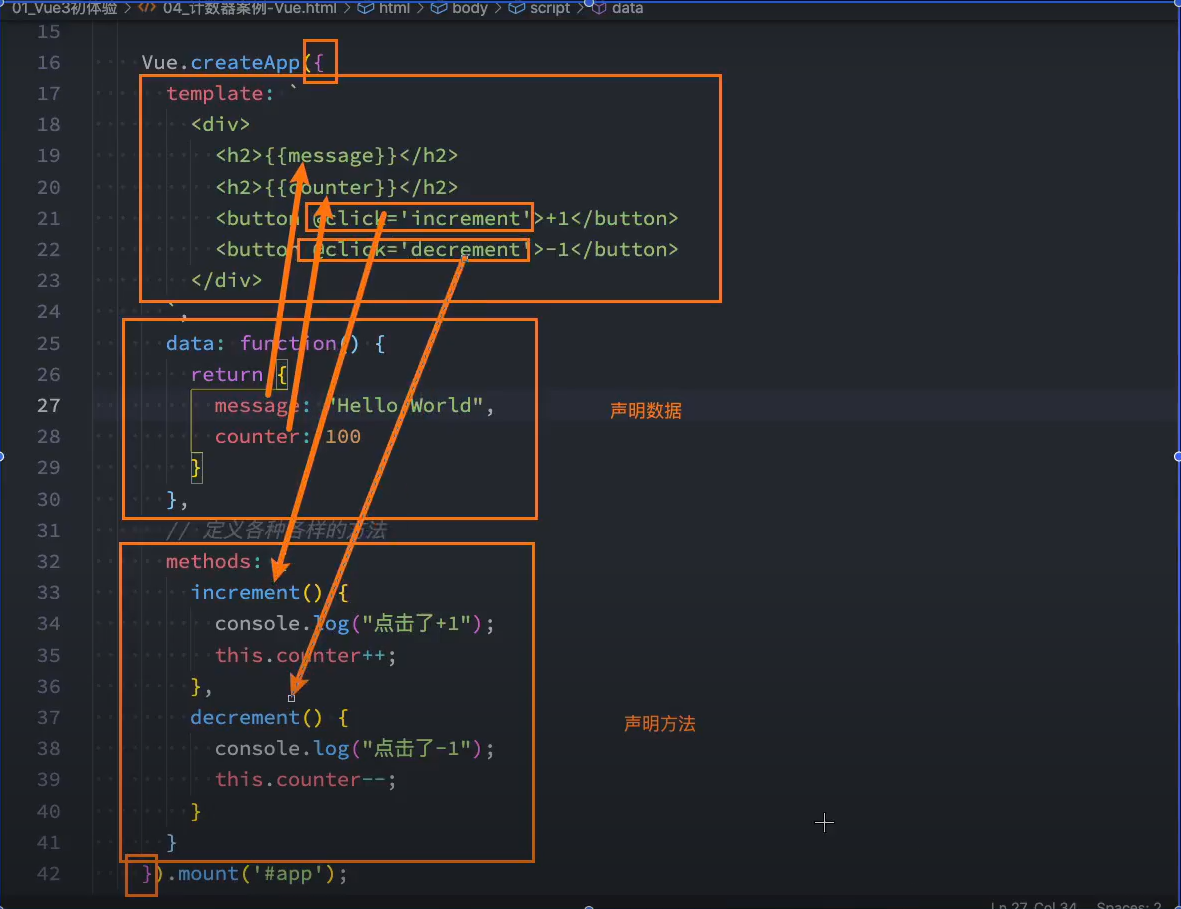 01_Vue3初体验 > </> 04_计数器案例-Vue.html > html > body > script > data
15
16 Vue.createApp({
17 template: `
18 <div>
19 <h2>{{message}}</h2>
20 <h2>{{counter}}</h2>
21 <button @click='increment'>+1</button>
22 <button @click='decrement'>-1</button>
23 </div>
24 `,
25 data: function() {
26 return {
27 message: "Hello World",
声明数据
28 counter: 100
29 }
30 },
31 // 定义各种各样的方法
32 methods: {
33 increment() {
34 console.log("点击了+1");
35 this.counter++;
36 },
37 decrement() {
声明方法
38 console.log("点击了-1");
39 this.counter--;
40 }
41 }
42 }).mount('#app');
Ln 27, Col 34 Spaces: 2